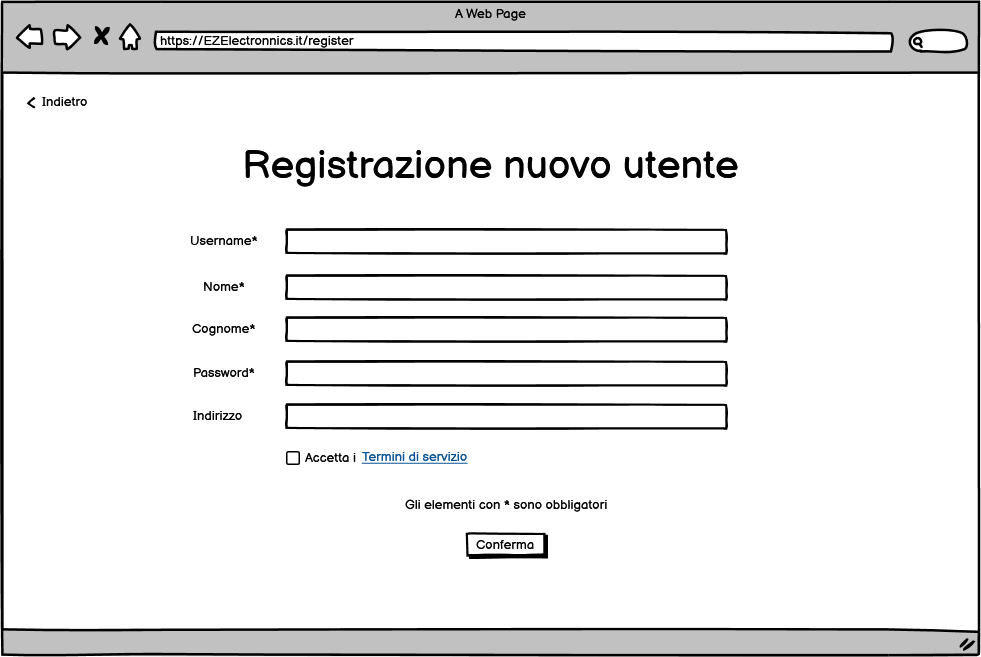 A Web Page
https://EZElectronnics.it/register
Indietro
Registrazione nuovo utente
Username*
Nome*
Cognome*
Password*
Indirizzo
Accetta i Termini di servizio
Gli elementi con * sono obbligatori
Conferma